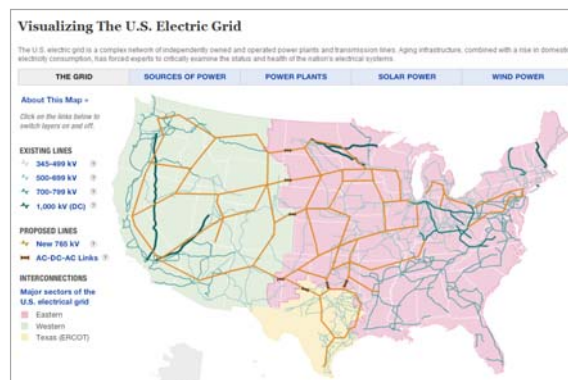 Visualizing The U.S. Electric Grid
The U.S. electric grid is a complex network of independently owned and operated power plants and transmission lines. Aging infrastructure, combined with a rise in domestic
electricity consumption, has forced experts to critically examine the status and health of the nation's electrical systems.
THE GRID SOURCES OF POWER POWER PLANTS SOLAR POWER WIND POWER
About This Map »
Click on the links below to
switch layers on and off.
EXISTING LINES
345-499 kV ?
500-699 kV ?
700-799 kV ?
1,000 kV (DC) ?
PROPOSED LINES
New 765 kV ?
AC-DC-AC Links ?
INTERCONNECTIONS
Major sectors of the
U.S. electrical grid
Eastern
Western
Texas (ERCOT)